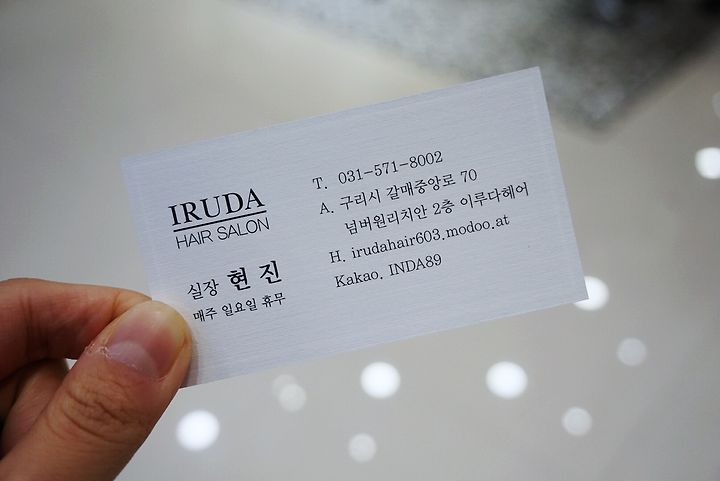 IRUDA
HAIR SALON
실장 현 진
매주 일요일 휴무
T. 031-571-8002
A. 구리시 갈매중앙로 70
넘버원리치안 2층 이루다헤어
H. irudahair603.modoo.at
Kakao. INDA89